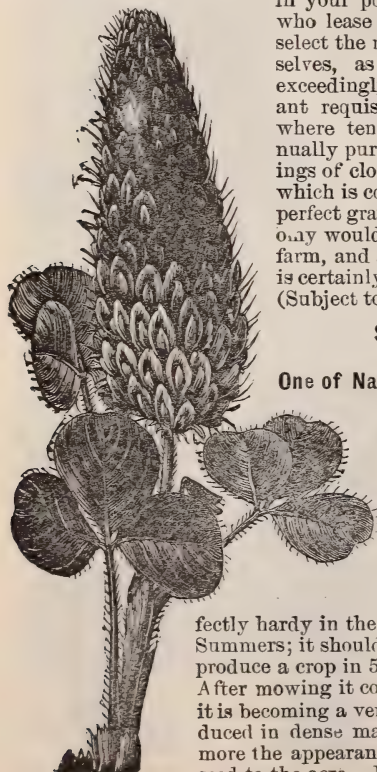 in your po
who lease
select the r
selves, as
exceedingl
ant requis
where ten
nually pur
ings of clo
which is co
perfect gra
only would
farm, and
is certainly
(Subject to
S
One of Na
fectly hardy in the
Summers; it should
produce a crop in 5
After mowing it co
it is becoming a ver
duced in dense ma
more the appearan